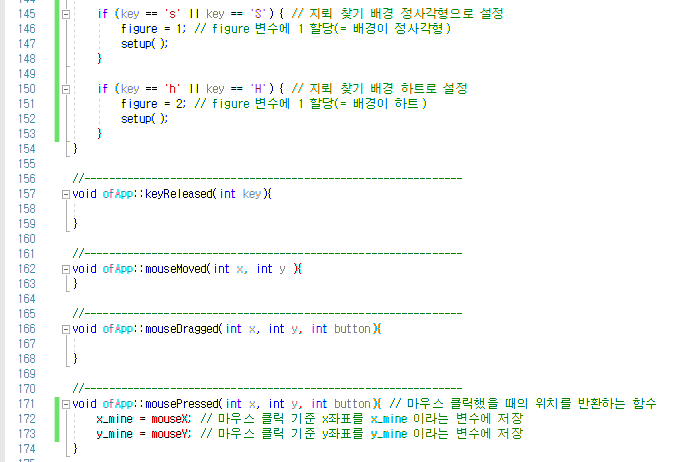 144
145 if (key == 's' || key == 'S') { // 지뢰 찾기 배경 정사각형으로 설정
146 figure = 1; // figure 변수에 1 할당(= 배경이 정사각형)
147 setup();
148 }
149
150 if (key == 'h' || key == 'H') { // 지뢰 찾기 배경 하트로 설정
151 figure = 2; // figure 변수에 1 할당(= 배경이 하트)
152 setup();
153 }
154 }
155
156 //--------------------------------------------------------------
157 void ofApp::keyReleased(int key){
158
159 }
160
161 //--------------------------------------------------------------
162 void ofApp::mouseMoved(int x, int y ){
163 }
164
165 //--------------------------------------------------------------
166 void ofApp::mouseDragged(int x, int y, int button){
167
168 }
169
170 //--------------------------------------------------------------
171 void ofApp::mousePressed(int x, int y, int button){ // 마우스 클릭했을 때의 위치를 반환하는 함수
172 x_mine = mouseX; // 마우스 클릭 기준 x좌표를 x_mine 이라는 변수에 저장
173 y_mine = mouseY; // 마우스 클릭 기준 y좌표를 y_mine 이라는 변수에 저장
174 }